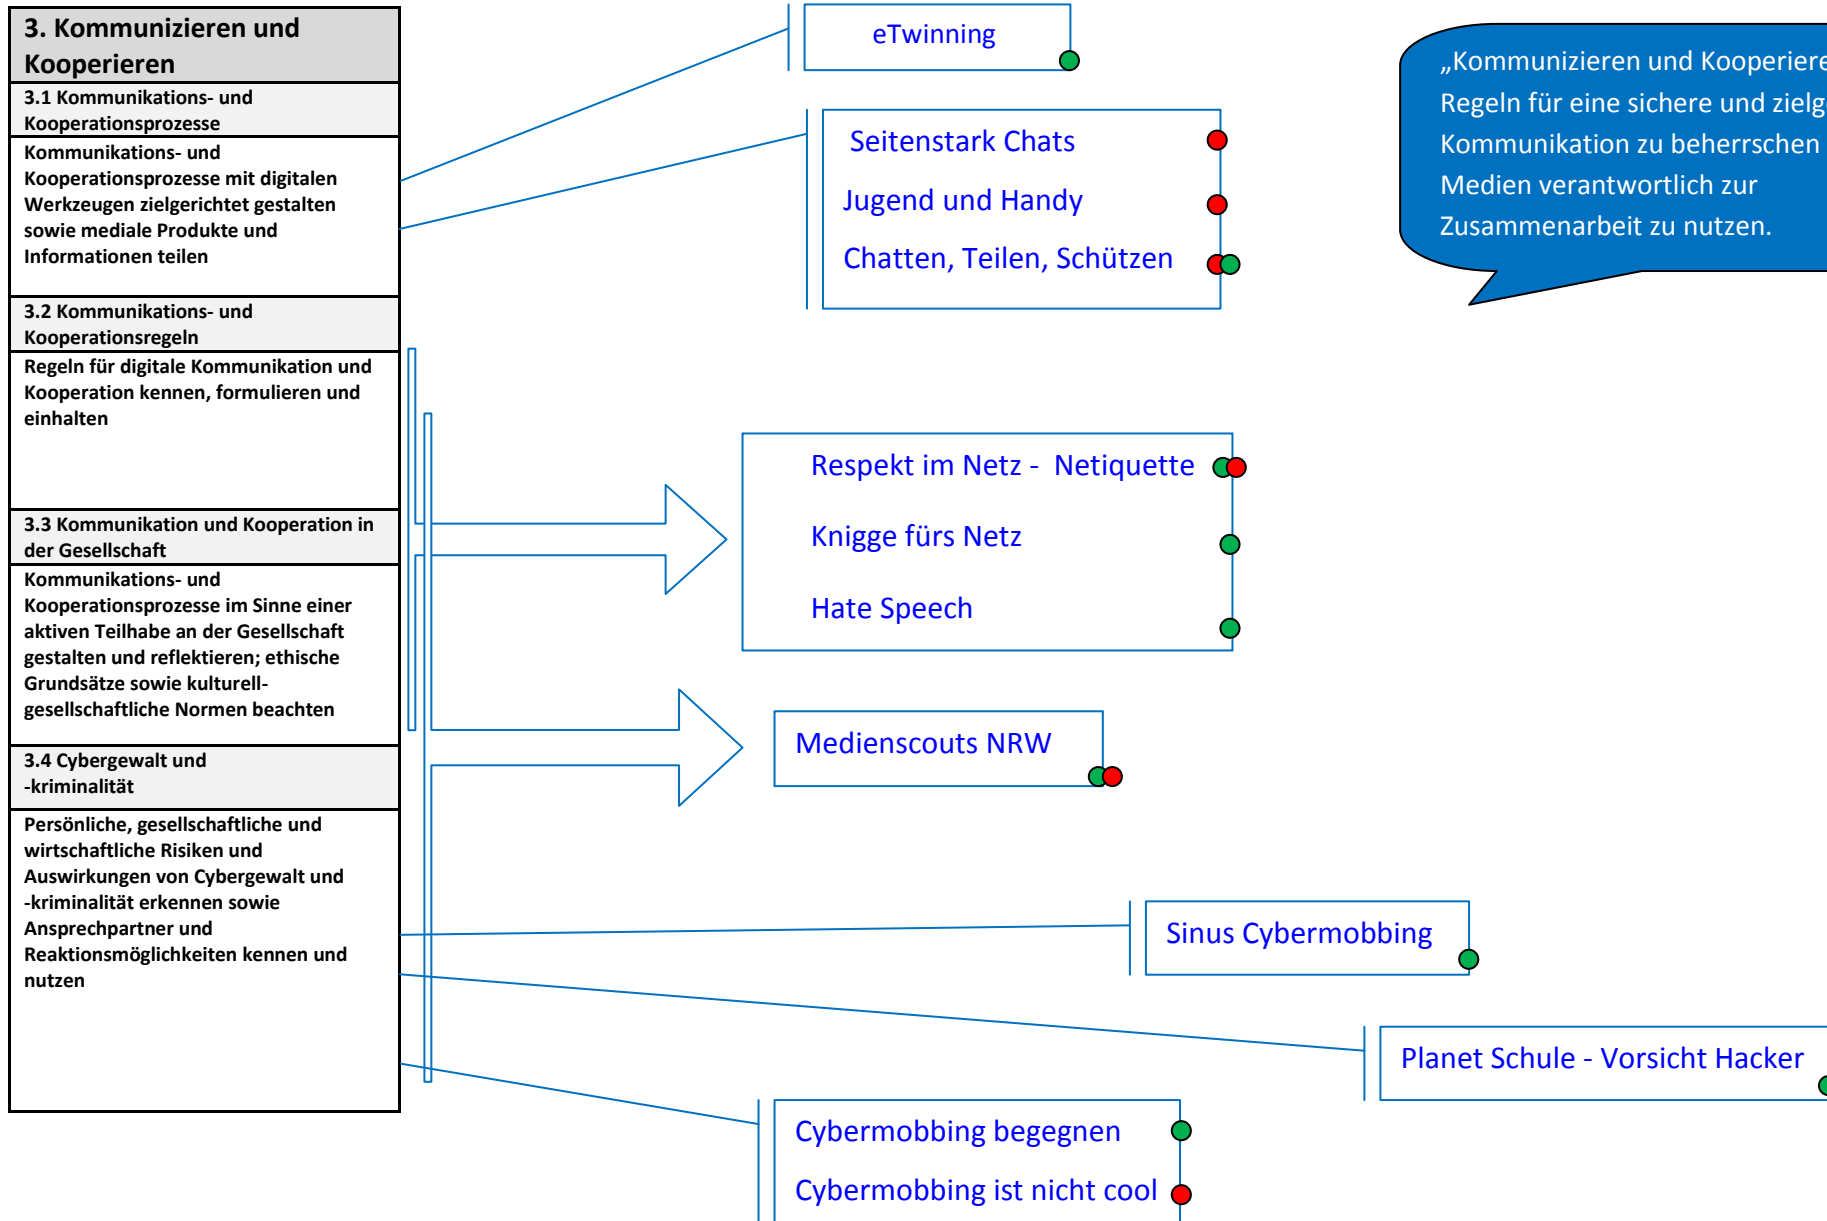 3. Kommunizieren und
Kooperieren
3.1 Kommunikations- und
Kooperationsprozesse
Kommunikations- und
Kooperationsprozesse mit digitalen
Werkzeugen zielgerichtet gestalten
sowie mediale Produkte und
Informationen teilen
3.2 Kommunikations- und
Kooperationsregeln
Regeln für digitale Kommunikation und
Kooperation kennen, formulieren und
einhalten
3.3 Kommunikation und Kooperation in
der Gesellschaft
Kommunikations- und
Kooperationsprozesse im Sinne einer
aktiven Teilhabe an der Gesellschaft
gestalten und reflektieren; ethische
Grundsätze sowie kulturell-
gesellschaftliche Normen beachten
3.4 Cybergewalt und
-kriminalität
Persönliche, gesellschaftliche und
wirtschaftliche Risiken und
Auswirkungen von Cybergewalt und
-kriminalität erkennen sowie
Ansprechpartner und
Reaktionsmöglichkeiten kennen und
nutzen
eTwinning
Seitenstark Chats
Jugend und Handy
Chatten, Teilen, Schützen
„Kommunizieren und
Regeln für eine sichere und
Kommunikation zu beherrschen
Medien verantwortlich zur
Zusammenarbeit zu nutzen.
Respekt im Netz - Netiquette
Knigge fürs Netz
Hate Speech
Medienscouts NRW
Sinus Cybermobbing
Planet Schule - Vorsicht Hacker
Cybermobbing begegnen
Cybermobbing ist nicht cool